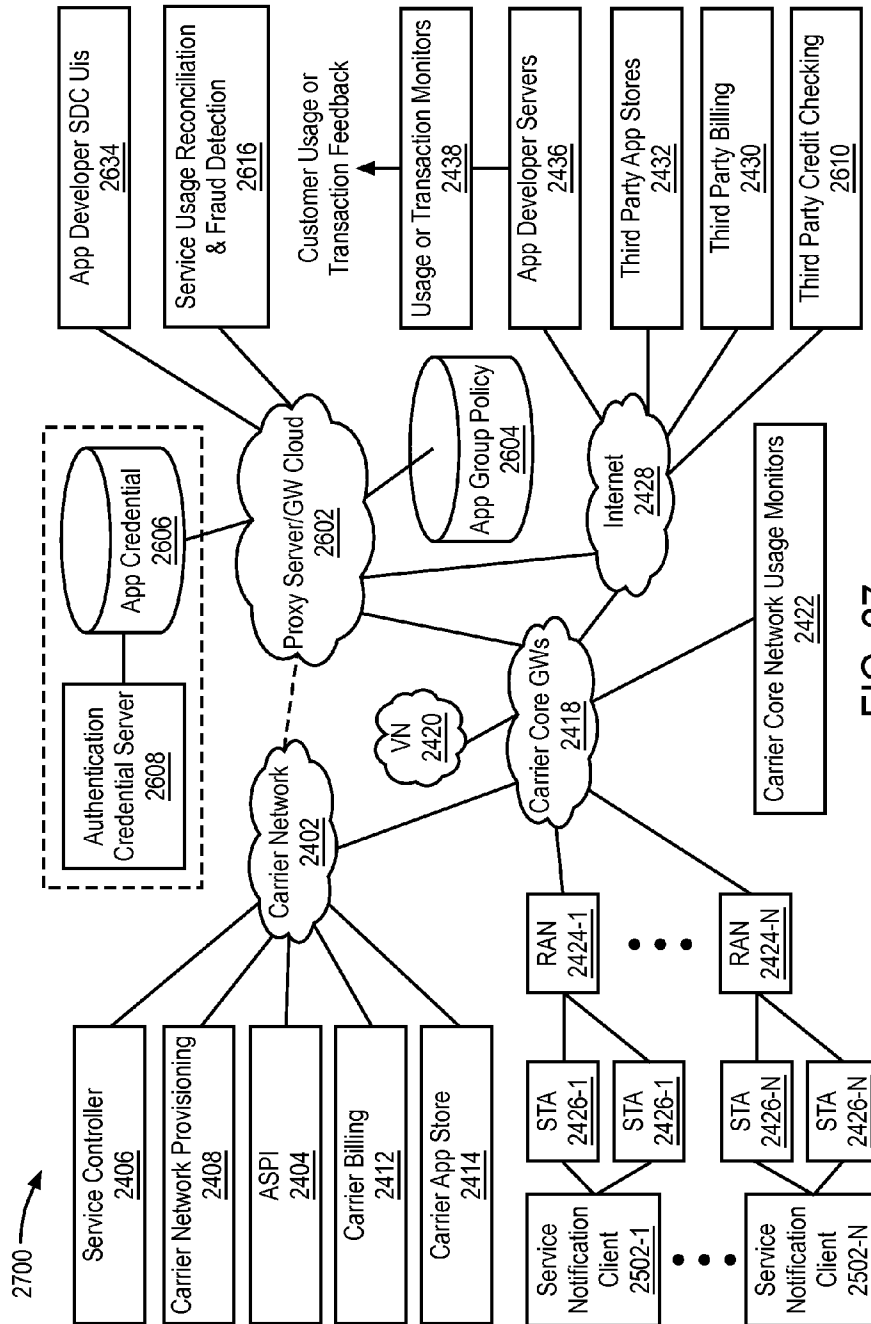 2700
Service Controller
2406
Carrier Network Provisioning
2408
ASPI
2404
Carrier Billing
2412
Carrier App Store
2414
Authentication
Credential Server
2608
App Credential
2606
Carrier Network
2402
Proxy Server/GW Cloud
2602
App Group Policy
2604
App Developer SDC Uis
2634
Service Usage Reconciliation
& Fraud Detection
2616
Customer Usage or
Transaction Feedback
Usage or Transaction Monitors
2438
App Developer Servers
2436
Third Party App Stores
2432
Third Party Billing
2430
Third Party Credit Checking
2610
VN
2420
Carrier Core GWs
2418
Internet
2428
Carrier Core Network Usage Monitors
2422
RAN
2424-1
RAN
2424-N
STA
2426-1
STA
2426-1
STA
2426-N
STA
2426-N
Service
Notification
Client
2502-1
Service
Notification
Client
2502-N
FIG. 27